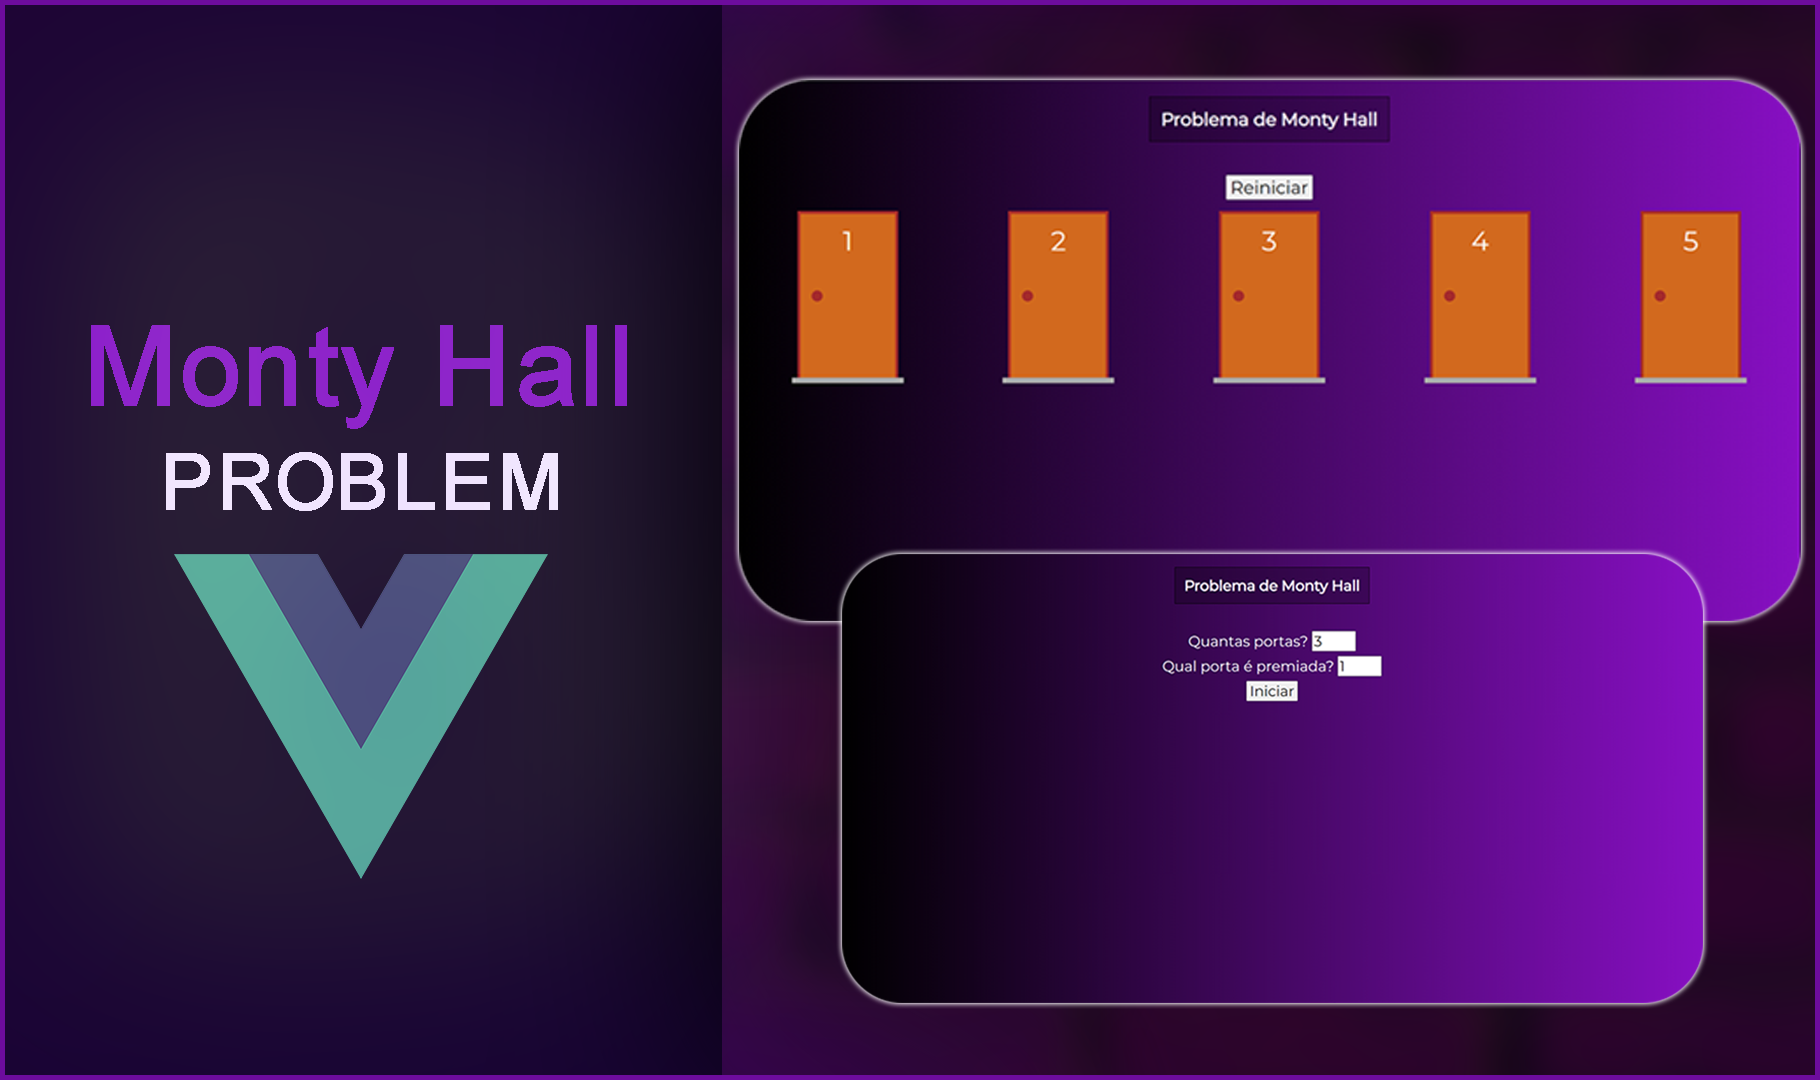 Monty Hall
PROBLEM
Problema de Monty Hall
Reiniciar
1 2 3 4 5
Problema de Monty Hall
Quantas portas? 3
Qual porta é premiada? 1
Iniciar